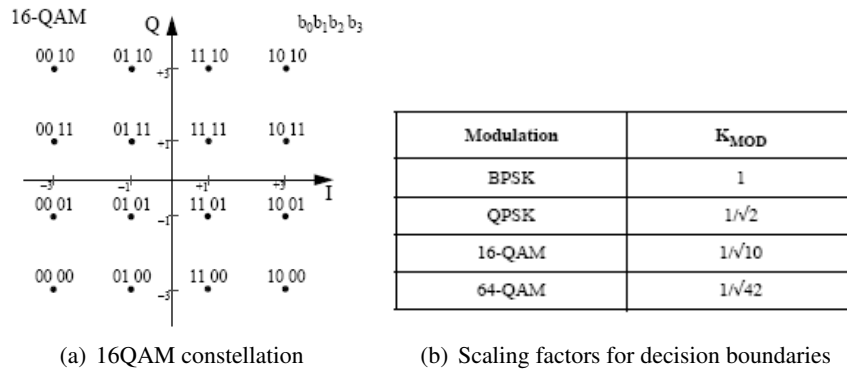 16-QAM
Q
b0b1b2 b3
00 10 01 10 11 10 10 10
+3
00 11 01 11 11 11 10 11
+1
–3 –1 +1 +3 I
00 01 01 01 11 01 10 01
–1
00 00 01 00 11 00 10 00
–3
(a) 16QAM constellation
Modulation KMOD
BPSK 1
QPSK 1/√2
16-QAM 1/√10
64-QAM 1/√42
(b) Scaling factors for decision boundaries